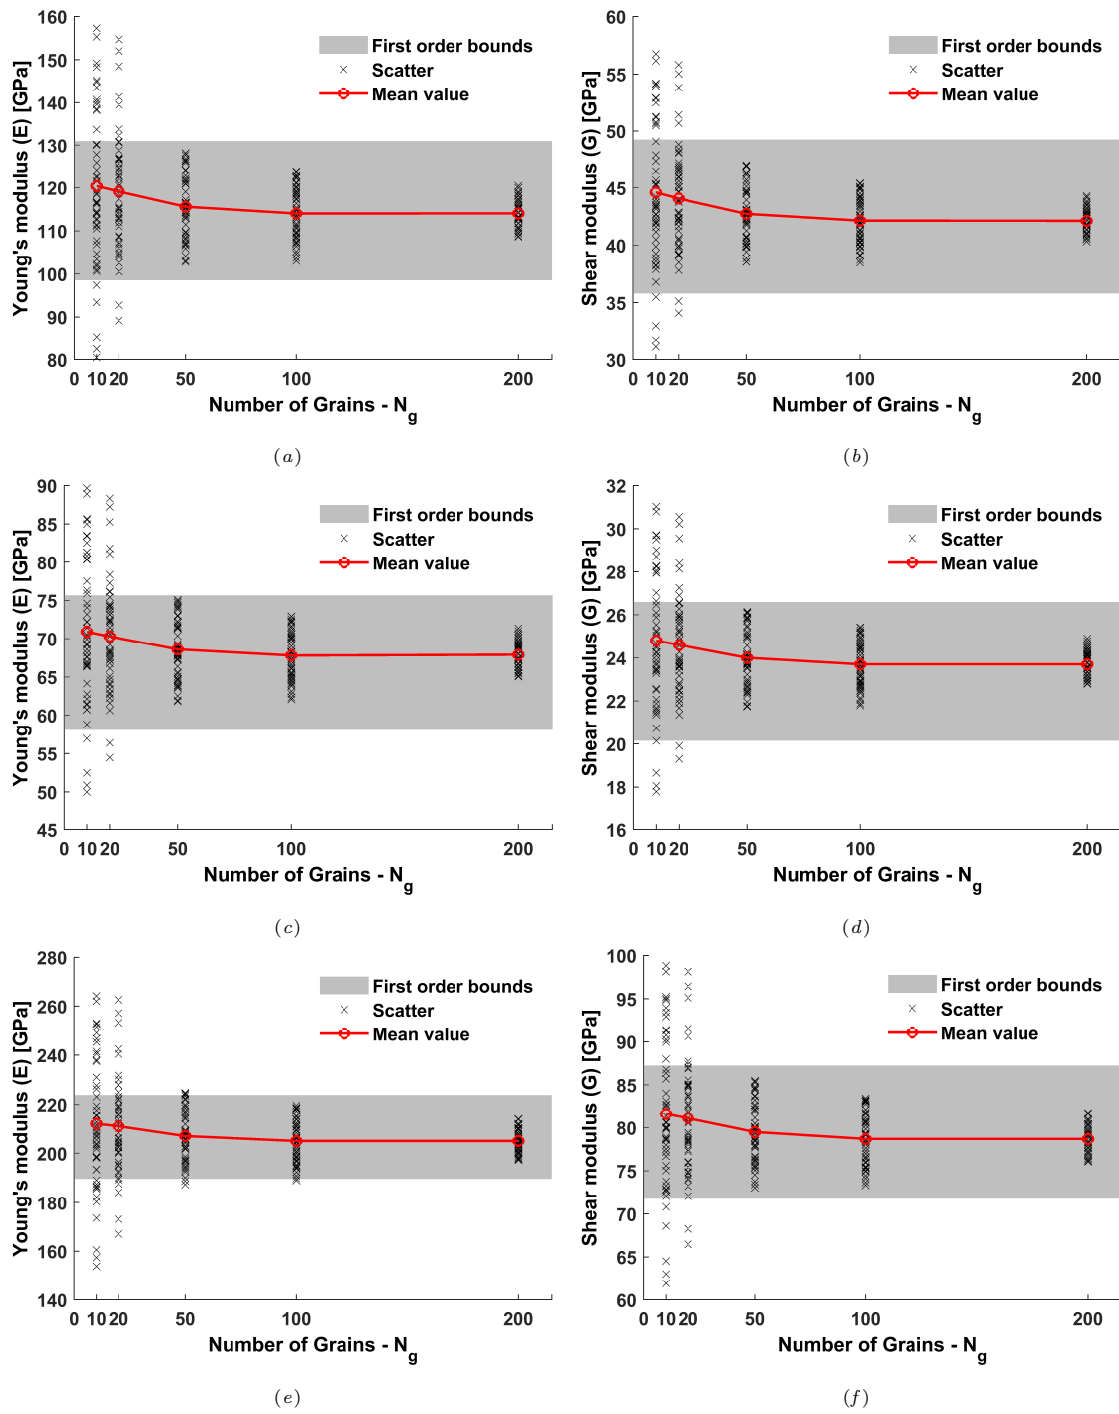 Young's modulus (E) [GPa]
160
150
140
130
120
110
100
90
80
0 10 20 50 100 200
Number of Grains - N_g
First order bounds
Scatter
Mean value
(a)
Shear modulus (G) [GPa]
60
55
50
45
40
35
30
0 10 20 50 100 200
Number of Grains - N_g
First order bounds
Scatter
Mean value
(b)
Young's modulus (E) [GPa]
90
85
80
75
70
65
60
55
50
45
0 10 20 50 100 200
Number of Grains - N_g
First order bounds
Scatter
Mean value
(c)
Shear modulus (G) [GPa]
32
30
28
26
24
22
20
18
16
0 10 20 50 100 200
Number of Grains - N_g
First order bounds
Scatter
Mean value
(d)
Young's modulus (E) [GPa]
280
260
240
220
200
180
160
140
0 10 20 50 100 200
Number of Grains - N_g
First order bounds
Scatter
Mean value
(e)
Shear modulus (G) [GPa]
100
95
90
85
80
75
70
65
60
0 10 20 50 100 200
Number of Grains - N_g
First order bounds
Scatter
Mean value
(f)